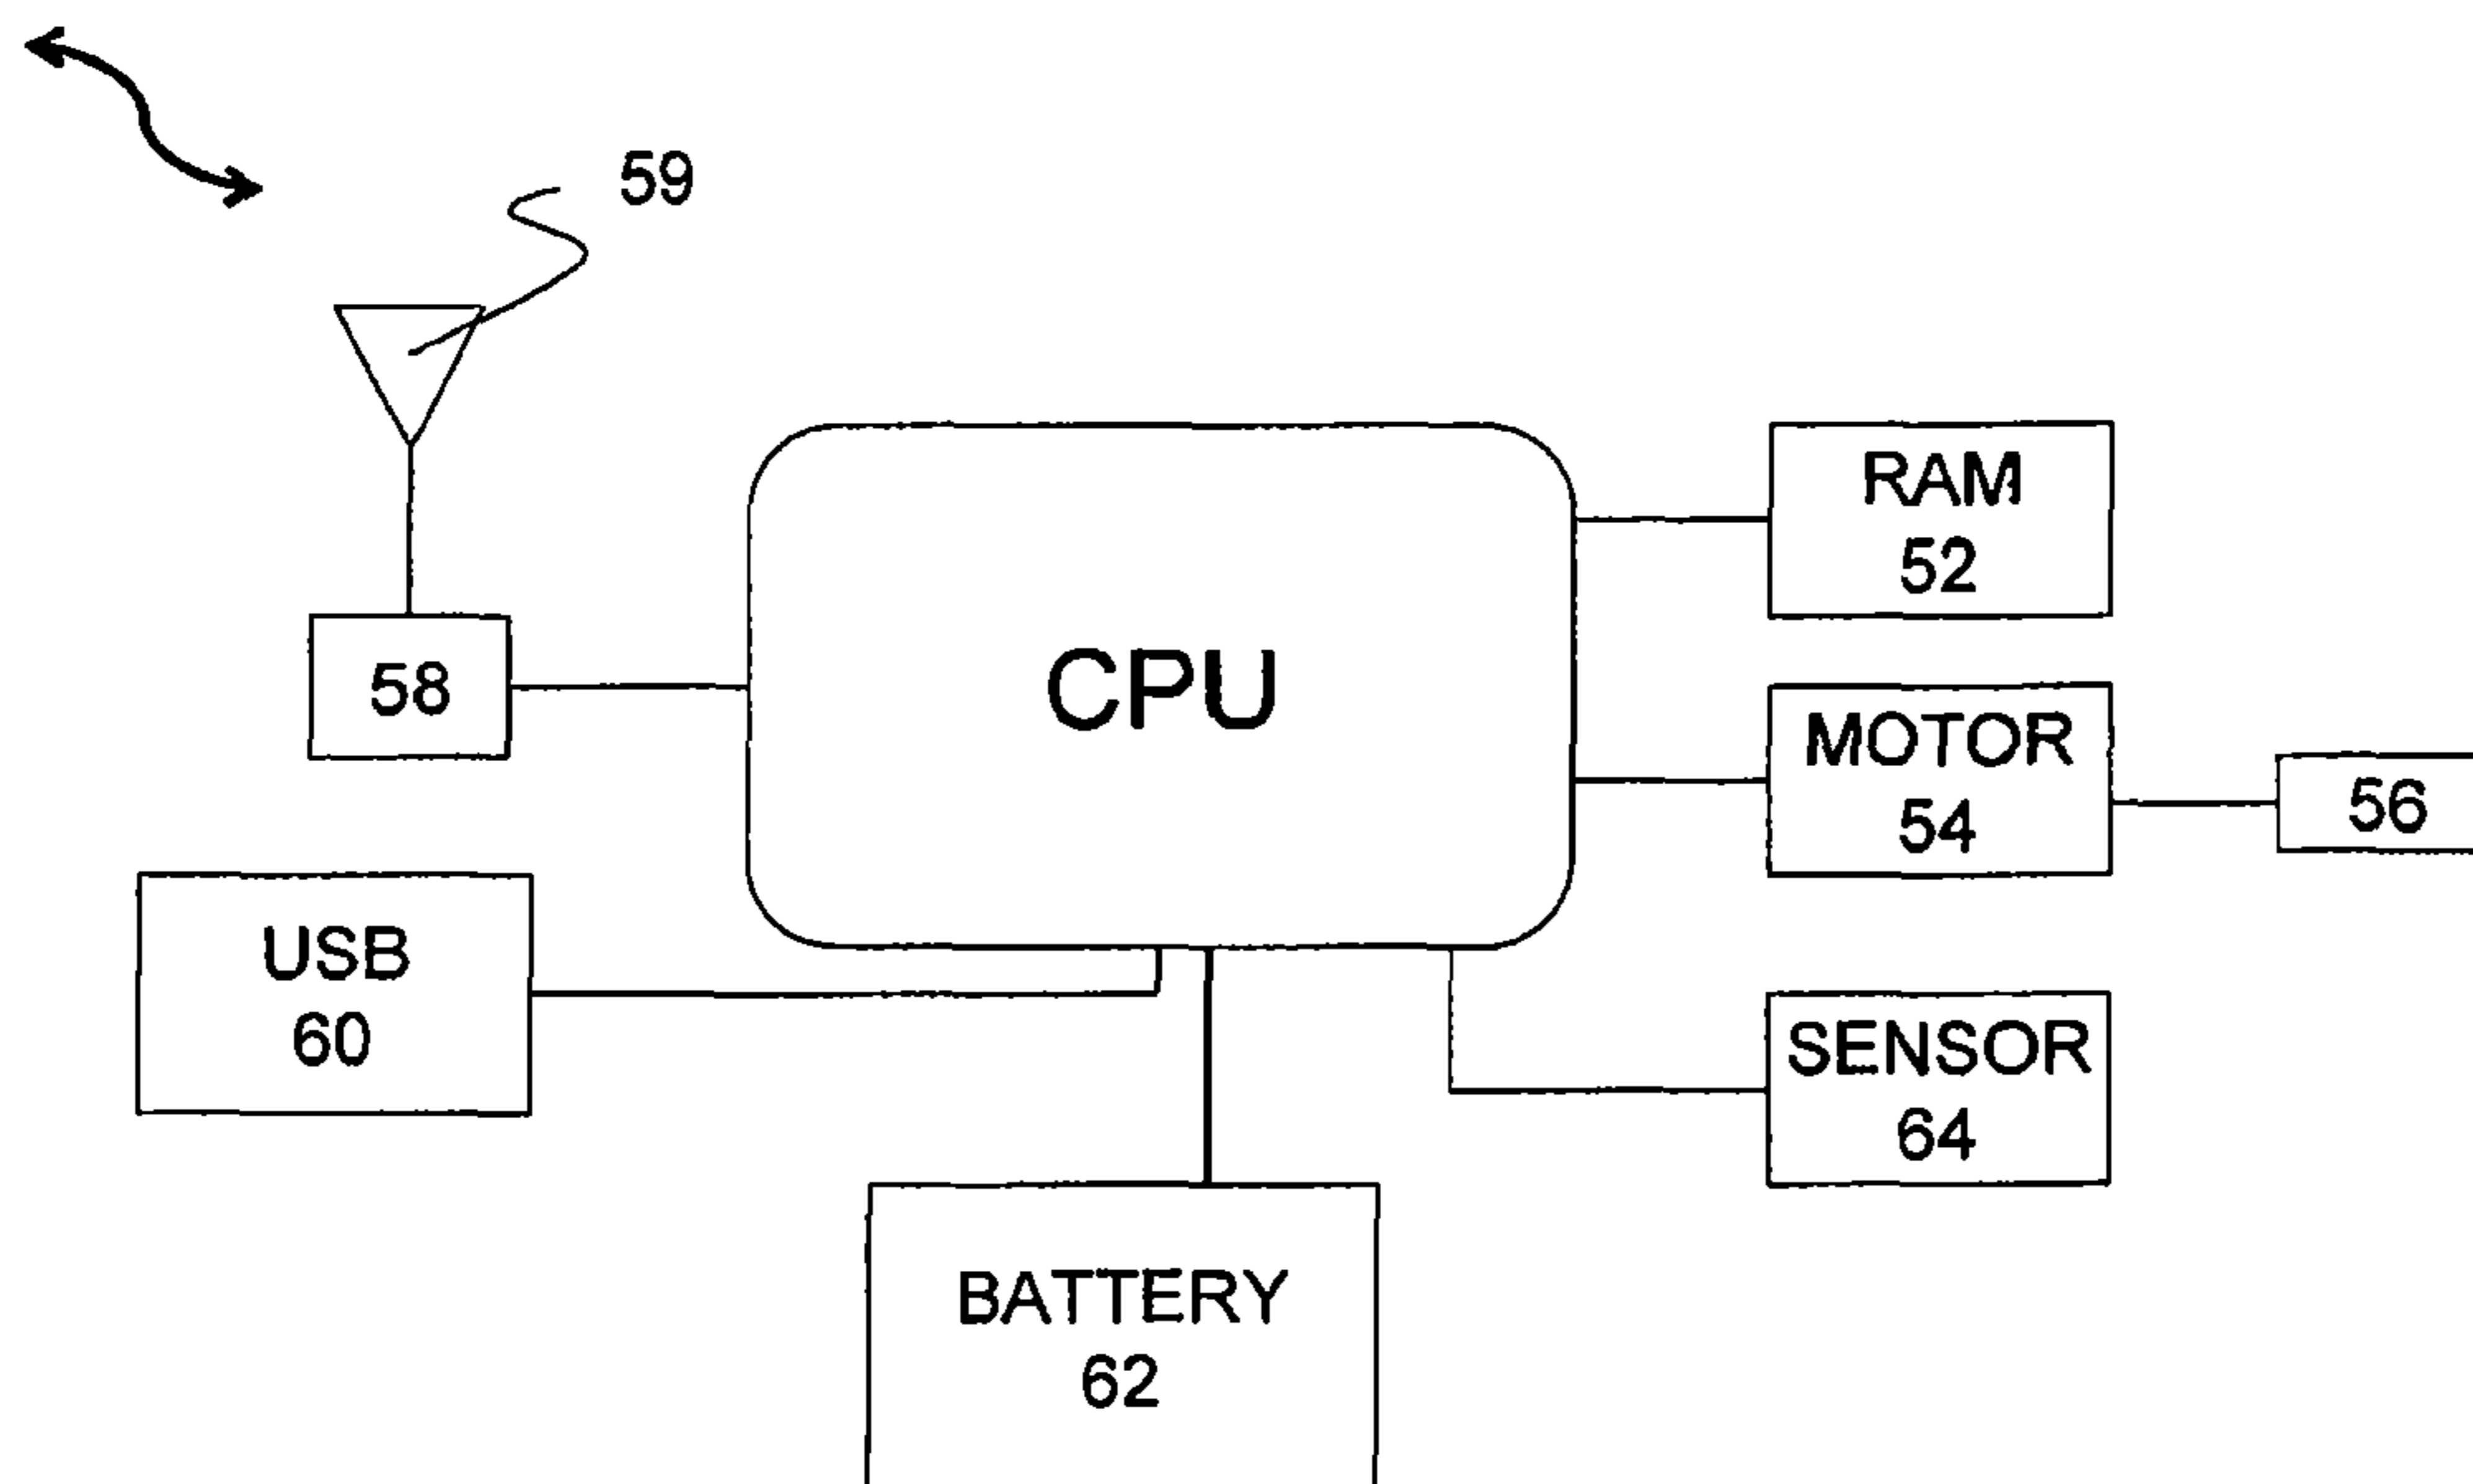 59
CPU
RAM
52
58
MOTOR
54
56
USB
60
SENSOR
64
BATTERY
62